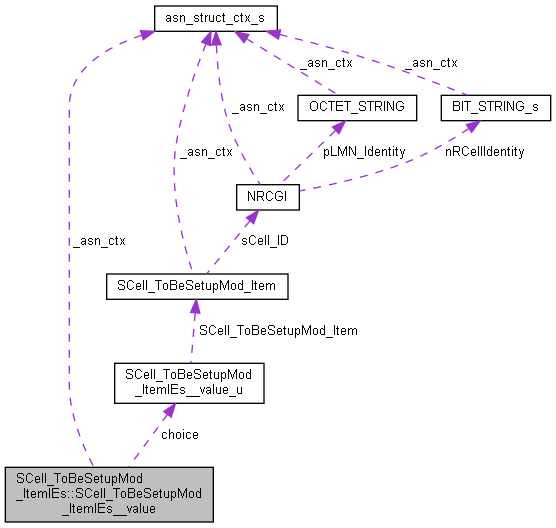 asn_struct_ctx_s
_asn_ctx
_asn_ctx
OCTET_STRING
BIT_STRING_s
_asn_ctx
_asn_ctx
pLMN_Identity
nRCellIdentity
NRCGI
_asn_ctx
sCell_ID
SCell_ToBeSetupMod_Item
SCell_ToBeSetupMod_Item
SCell_ToBeSetupMod
_ItemIEs__value_u
choice
SCell_ToBeSetupMod
_ItemIEs::SCell_ToBeSetupMod
_ItemIEs__value